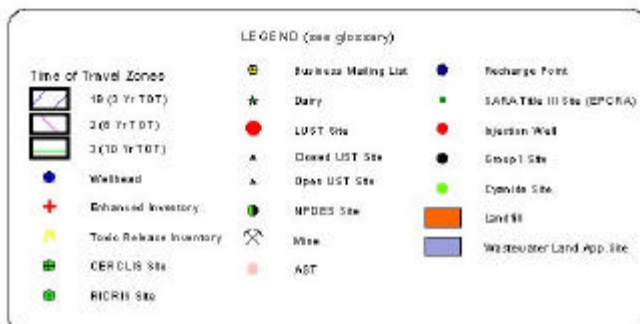 LEGEND (see glossary)
Time of Travel Zones
1B (3 Yr TOT)
2 (6 Yr TOT)
3 (10 Yr TOT)
Wellhead
Enhanced Inventory
Toxic Release Inventory
CERCLIS Site
RICRIS Site
Business Mailing List
Dairy
LUST Site
Closed UST Site
Open UST Site
NPDES Site
Mine
AST
Recharge Point
SARA Title III Site (EPCRA)
Injection Well
Group 1 Site
Cyanide Site
Landfill
Wastewater Land App. Site